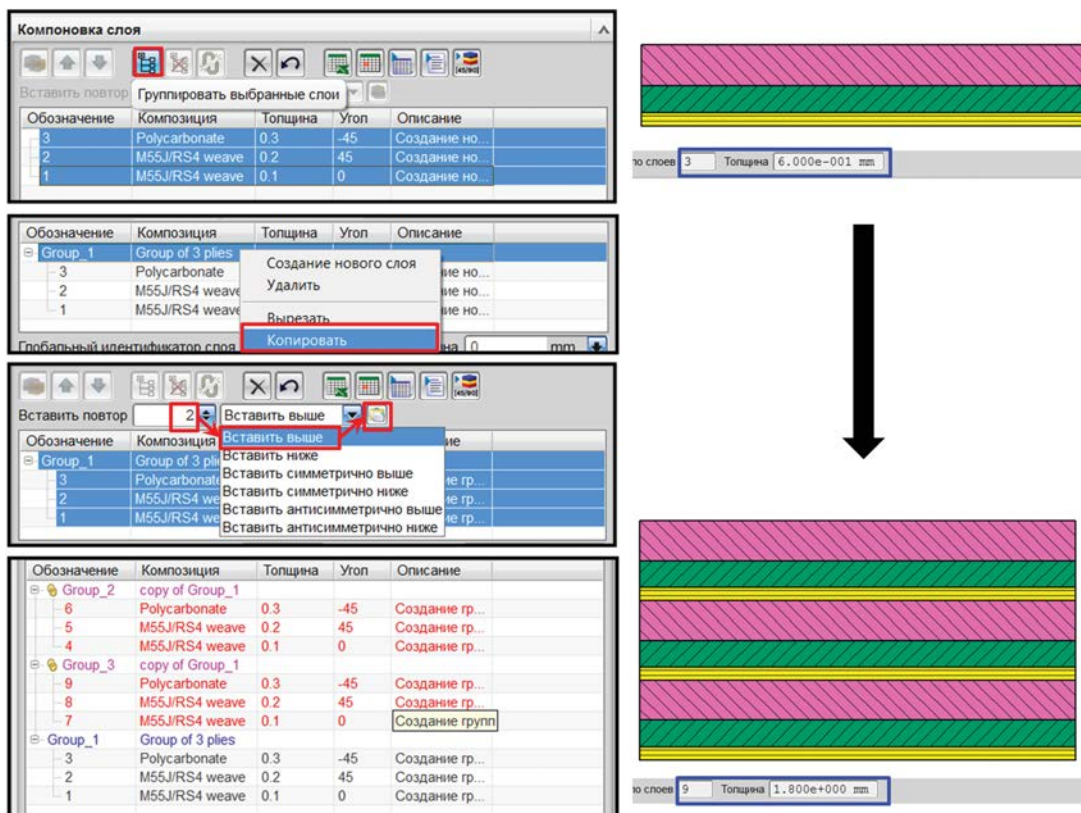 Компоновка слоя
Вставить повтор
Группировать выбранные слои
Обозначение Композиция Толщина Угол Описание
3 Polycarbonate 0.3 -45 Создание но...
2 M55J/RS4 weave 0.2 45 Создание но...
1 M55J/RS4 weave 0.1 0 Создание но...
Обозначение Композиция Толщина Угол Описание
Group_1 Group of 3 plies
3 Polycarbonate
2 M55J/RS4 weave
1 M55J/RS4 weave
Создание нового слоя
Удалить
Вырезать
Копировать
Глобальный идентификатор слоя 0 mm
Вставить повтор 2 Вставить выше
Обозначение Композиция
Group_1 Group of 3 plies
3 Polycarbonate
2 M55J/RS4 we
1 M55J/RS4 we
Вставить выше
Вставить ниже
Вставить симметрично выше
Вставить симметрично ниже
Вставить антисимметрично выше
Вставить антисимметрично ниже
Обозначение Композиция Толщина Угол Описание
Group_2 copy of Group_1
6 Polycarbonate 0.3 -45 Создание гр...
5 M55J/RS4 weave 0.2 45 Создание гр...
4 M55J/RS4 weave 0.1 0 Создание гр...
Group_3 copy of Group_1
9 Polycarbonate 0.3 -45 Создание гр...
8 M55J/RS4 weave 0.2 45 Создание гр...
7 M55J/RS4 weave 0.1 0 Создание групп
Group_1 Group of 3 plies
3 Polycarbonate 0.3 -45 Создание гр...
2 M55J/RS4 weave 0.2 45 Создание гр...
1 M55J/RS4 weave 0.1 0 Создание гр...
по слоев 3 Толщина 6.000e-001 mm
по слоев 9 Толщина 1.800e+000 mm